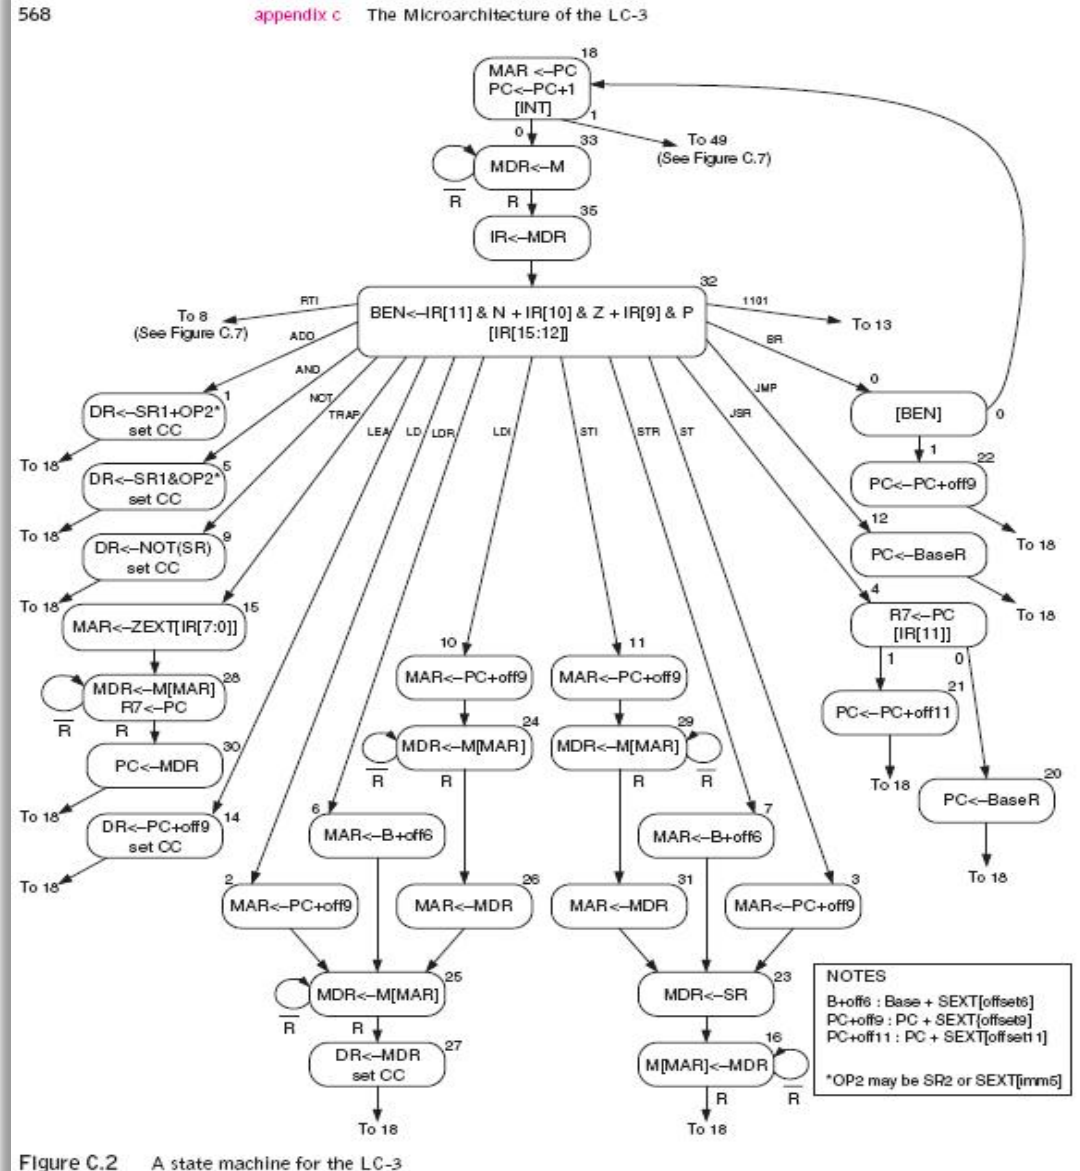 568
appendix c The Microarchitecture of the LC-3
18
MAR <–PC
PC<–PC+1
[INT]
0
1
To 49
(See Figure C.7)
33
MDR<–M
R̅
R
35
IR<–MDR
32
BEN<–IR[11] & N + IR[10] & Z + IR[9] & P
[IR[15:12]]
RTI
To 8
(See Figure C.7)
1101
To 13
ADD
AND
NOT
TRAP
LEA
LD
LDR
LDI
STI
STR
ST
JSR
JMP
BR
1
DR<–SR1+OP2*
set CC
To 18
5
DR<–SR1&OP2*
set CC
To 18
9
DR<–NOT(SR)
set CC
To 18
15
MAR<–ZEXT[IR[7:0]]
28
MDR<–M[MAR]
R7<–PC
R̅
R
30
PC<–MDR
To 18
14
DR<–PC+off9
set CC
To 18
2
MAR<–PC+off9
6
MAR<–B+off6
10
MAR<–PC+off9
24
MDR<–M[MAR]
R̅
R
26
MAR<–MDR
25
MDR<–M[MAR]
R̅
R
27
DR<–MDR
set CC
To 18
11
MAR<–PC+off9
29
MDR<–M[MAR]
R
R̅
31
MAR<–MDR
7
MAR<–B+off6
3
MAR<–PC+off9
23
MDR<–SR
16
M[MAR]<–MDR
R
R̅
To 18
0
[BEN]
0
1
22
PC<–PC+off9
To 18
12
PC<–BaseR
To 18
4
R7<–PC
[IR[11]]
1
0
21
PC<–PC+off11
To 18
20
PC<–BaseR
To 18
NOTES
B+off6 : Base + SEXT[offset6]
PC+off9 : PC + SEXT[offset9]
PC+off11 : PC + SEXT[offset11]
*OP2 may be SR2 or SEXT[imm5]
Figure C.2 A state machine for the LC-3